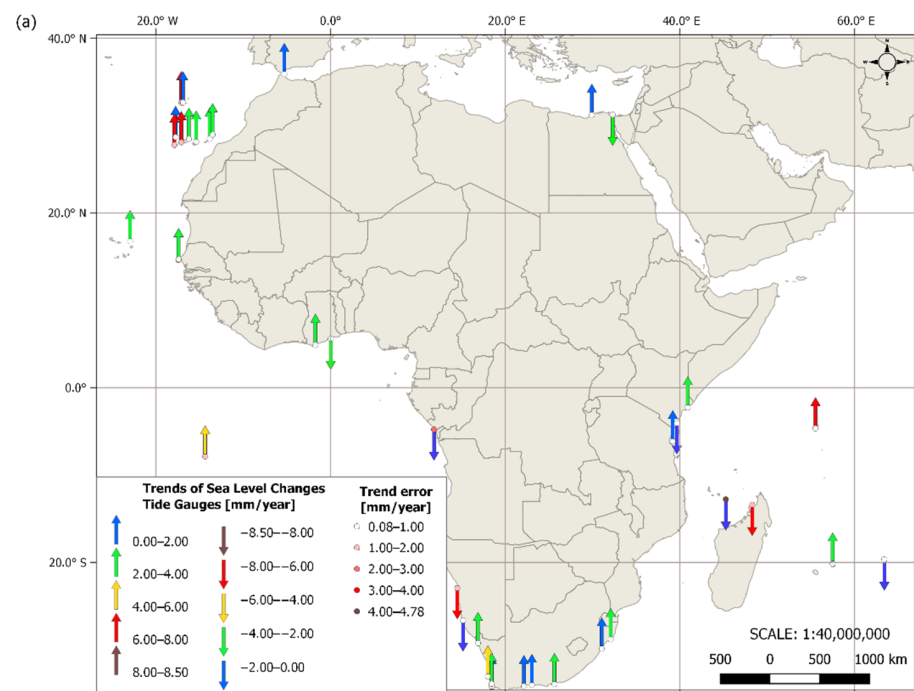 (a)
20.0° W 0.0° 20.0° E 40.0° E 60.0° E
40.0° N
N
W E
S
20.0° N
0.0°
20.0° S
Trends of Sea Level Changes
Tide Gauges [mm/year]
0.00–2.00
2.00–4.00
4.00–6.00
6.00–8.00
8.00–8.50
−8.50–−8.00
−8.00–−6.00
−6.00–−4.00
−4.00–−2.00
−2.00–0.00
Trend error
[mm/year]
0.08–1.00
1.00–2.00
2.00–3.00
3.00–4.00
4.00–4.78
SCALE: 1:40,000,000
500 0 500 1000 km